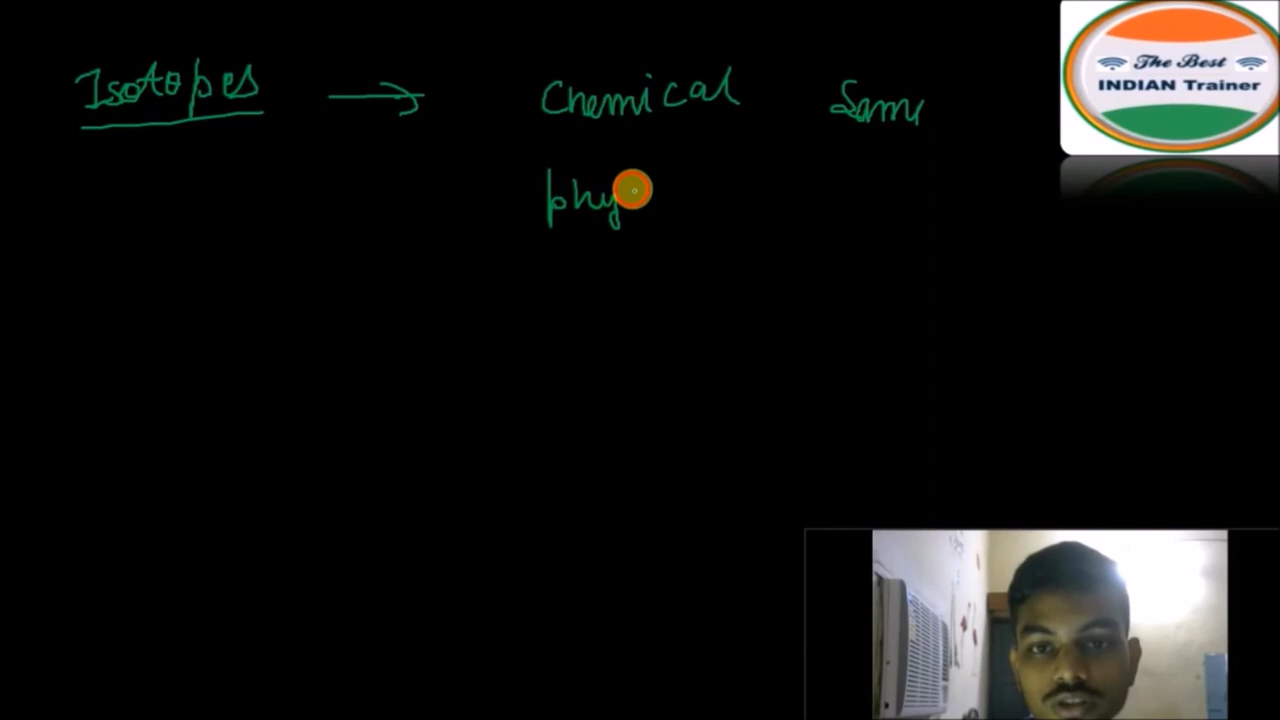 Isotopes → Chemical Same
phy
The Best
INDIAN Trainer